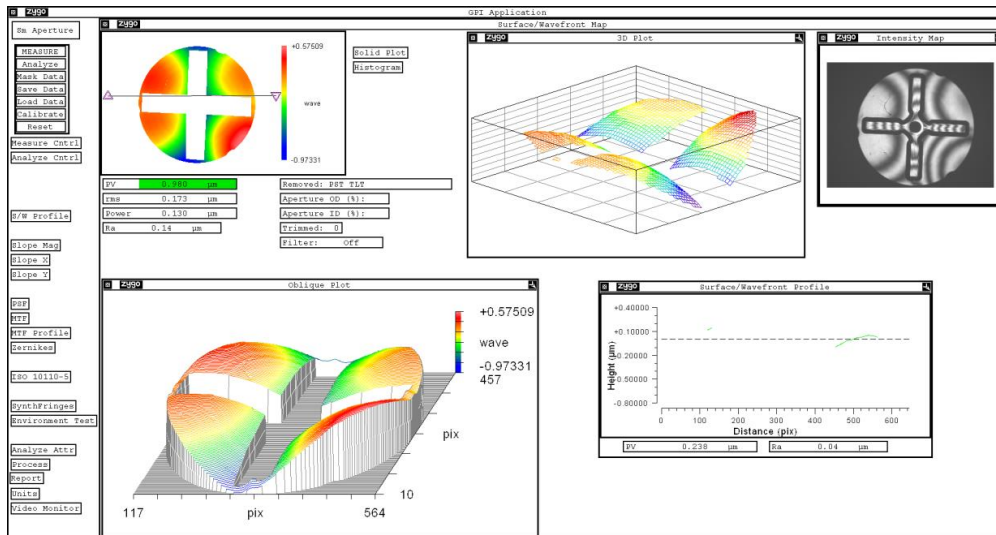 GPI Application
Sm Aperture
MEASURE
Analyze
Mask Data
Save Data
Load Data
Calibrate
Reset
Measure Cntrl
Analyze Cntrl
S/W Profile
Slope Mag
Slope X
Slope Y
PSF
MTF
MTF Profile
Zernikes
ISO 10110-5
SynthFringes
Environment Test
Analyze Attr
Process
Report
Units
Video Monitor
zygo
Surface/Wavefront Map
+0.57509
wave
-0.97331
Solid Plot
Histogram
PV 0.980 µm
rms 0.173 µm
Power 0.130 µm
Ra 0.14 µm
Removed: PST TLT
Aperture OD (%):
Aperture ID (%):
Trimmed: 0
Filter: Off
zygo
3D Plot
zygo
Intensity Map
zygo
Oblique Plot
+0.57509
wave
-0.97331
457
pix
10
117
pix
564
zygo
Surface/Wavefront Profile
+0.40000
+0.10000
-0.20000
-0.50000
-0.80000
Height (µm)
0 100 200 300 400 500 600
Distance (pix)
PV 0.238 µm
Ra 0.04 µm